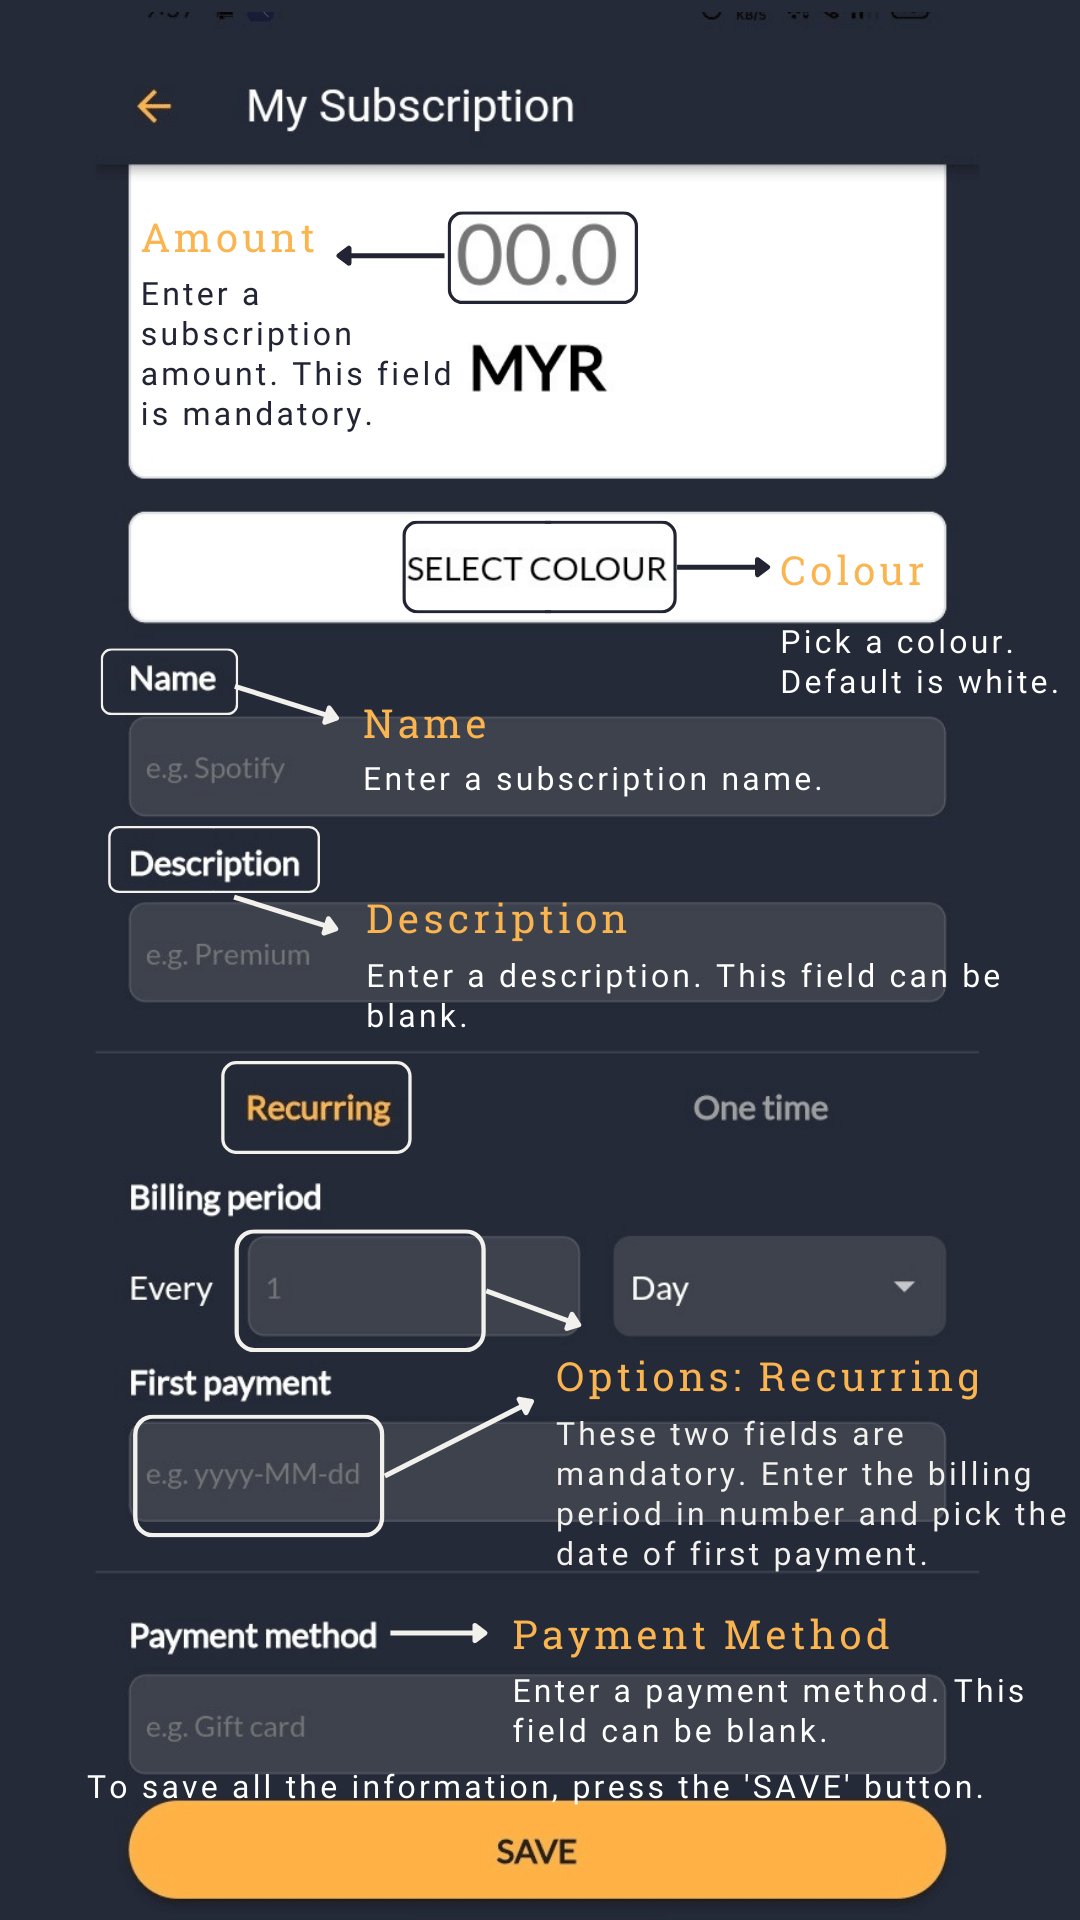 My Subscription
Amount
00.0
Enter a
subscription
amount. This field
is mandatory.
MYR
SELECT COLOUR
Colour
Pick a colour.
Default is white.
Name
Name
e.g. Spotify
Enter a subscription name.
Description
Description
e.g. Premium
Enter a description. This field can be
blank.
Recurring
One time
Billing period
Every
1
Day
First payment
Options: Recurring
e.g. yyyy-MM-dd
These two fields are
mandatory. Enter the billing
period in number and pick the
date of first payment.
Payment method
Payment Method
e.g. Gift card
Enter a payment method. This
field can be blank.
To save all the information, press the 'SAVE' button.
SAVE